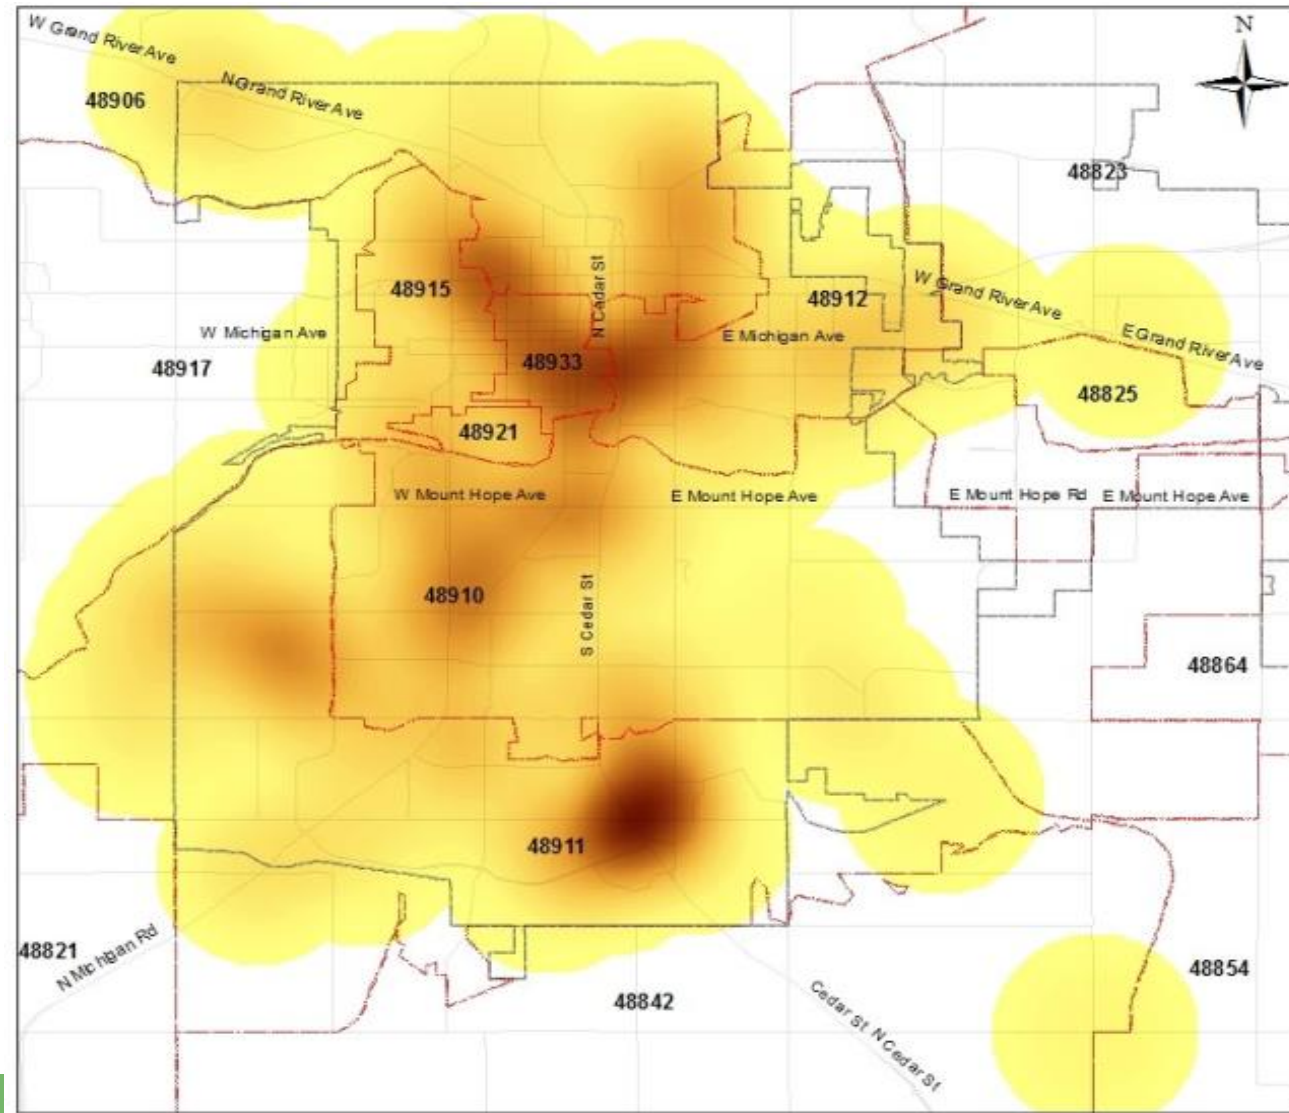 N
W Grand River Ave
N Grand River Ave
48906
48823
N Cedar St
48915
48912
W Grand River Ave
W Michigan Ave
E Michigan Ave
E Grand River Ave
48917
48933
48825
48921
W Mount Hope Ave
E Mount Hope Ave
E Mount Hope Rd
E Mount Hope Ave
48910
S Cedar St
48864
48911
48821
N Michigan Rd
48854
48842
Cedar St
N Cedar St